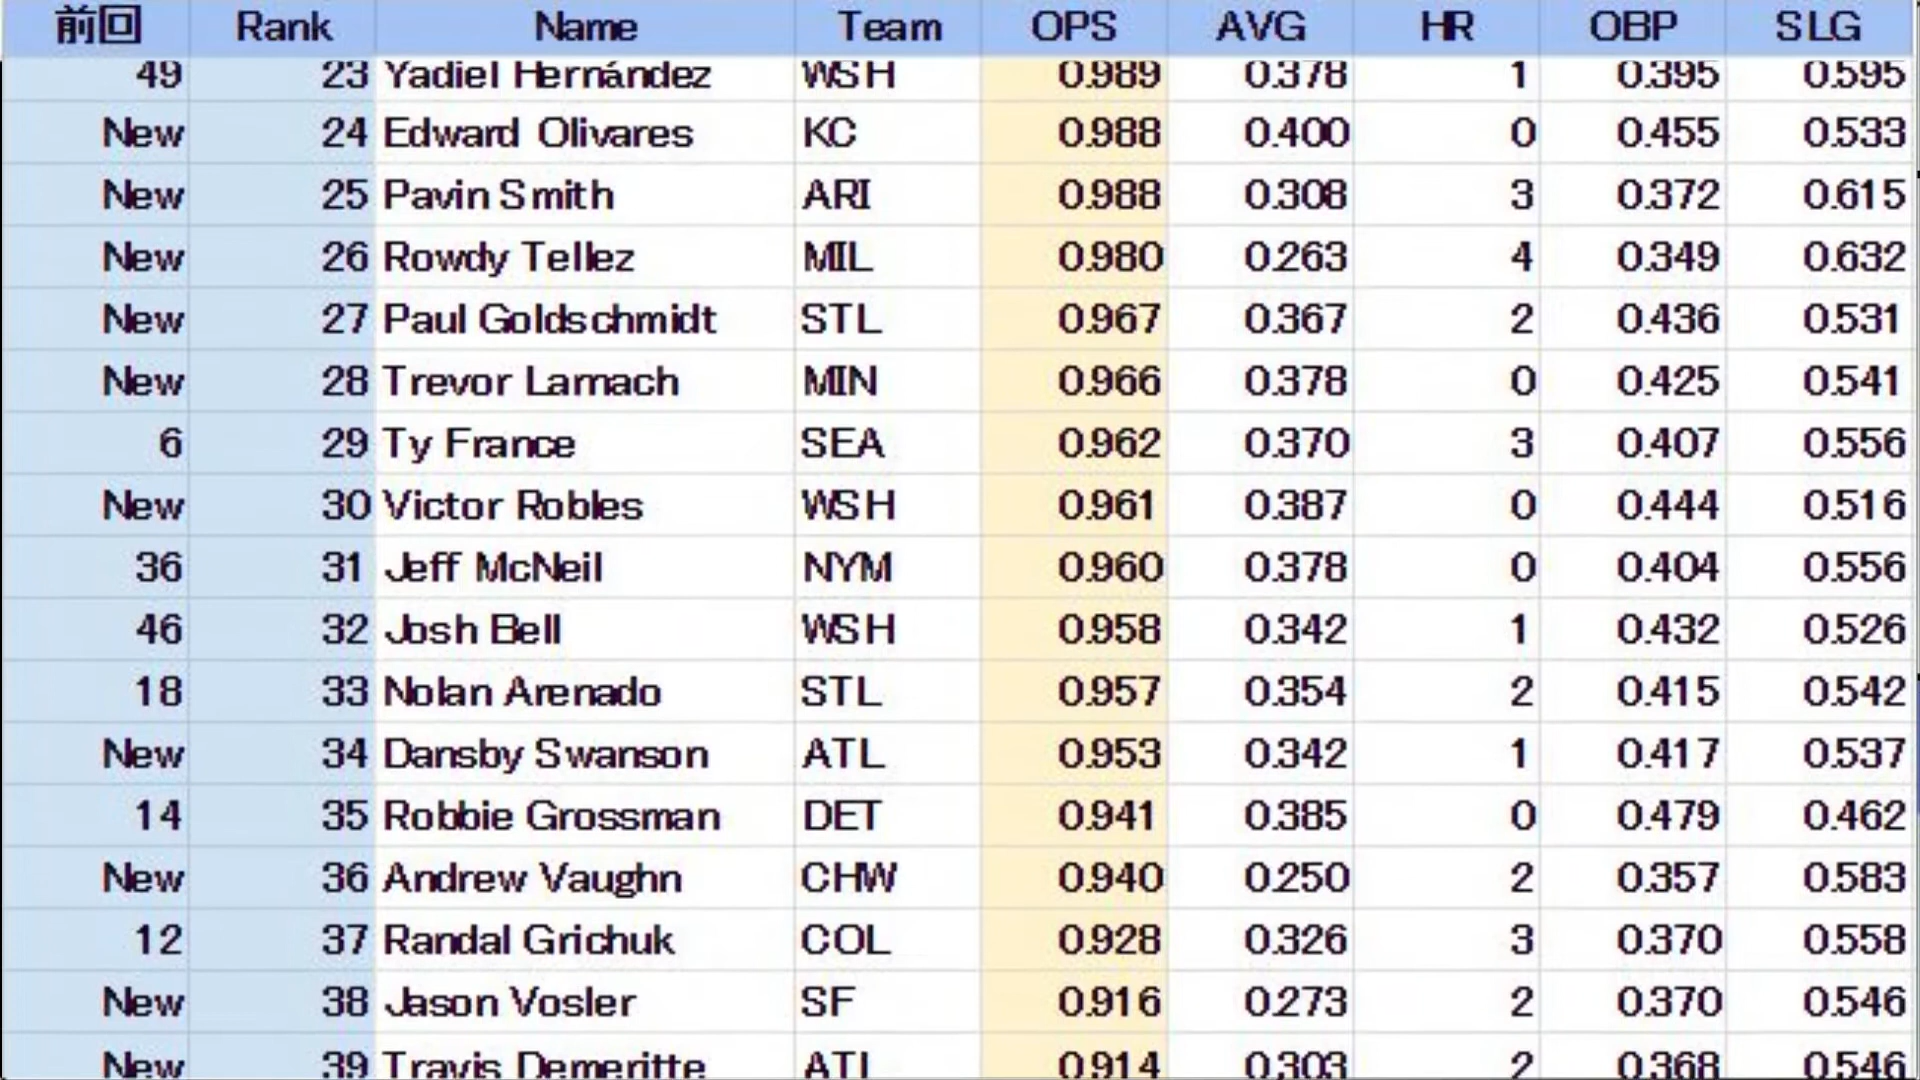 前回 Rank Name Team OPS AVG HR OBP SLG
49 23 Yadiel Hernández WSH 0.989 0.378 1 0.395 0.595
New 24 Edward Olivares KC 0.988 0.400 0 0.455 0.533
New 25 Pavin Smith ARI 0.988 0.308 3 0.372 0.615
New 26 Rowdy Tellez MIL 0.980 0.263 4 0.349 0.632
New 27 Paul Goldschmidt STL 0.967 0.367 2 0.436 0.531
New 28 Trevor Larnach MIN 0.966 0.378 0 0.425 0.541
6 29 Ty France SEA 0.962 0.370 3 0.407 0.556
New 30 Victor Robles WSH 0.961 0.387 0 0.444 0.516
36 31 Jeff McNeil NYM 0.960 0.378 0 0.404 0.556
46 32 Josh Bell WSH 0.958 0.342 1 0.432 0.526
18 33 Nolan Arenado STL 0.957 0.354 2 0.415 0.542
New 34 Dansby Swanson ATL 0.953 0.342 1 0.417 0.537
14 35 Robbie Grossman DET 0.941 0.385 0 0.479 0.462
New 36 Andrew Vaughn CHW 0.940 0.250 2 0.357 0.583
12 37 Randal Grichuk COL 0.928 0.326 3 0.370 0.558
New 38 Jason Vosler SF 0.916 0.273 2 0.370 0.546
New 39 Travis Demeritte ATL 0.914 0.303 2 0.368 0.546